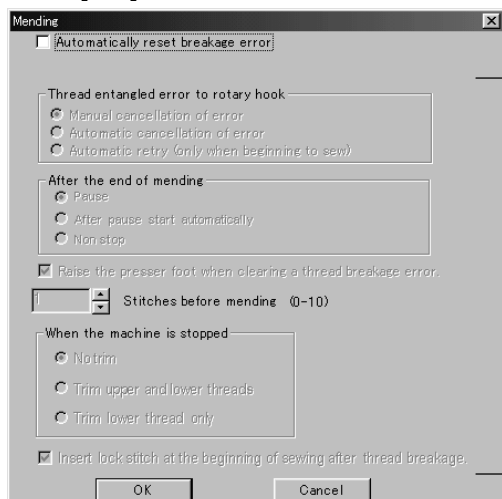 Mending
Automatically reset breakage error
Thread entangled error to rotary hook
Manual cancellation of error
Automatic cancellation of error
Automatic retry (only when beginning to sew)
After the end of mending
Pause
After pause start automatically
Non stop
Raise the presser foot when clearing a thread breakage error.
1 Stitches before mending (0-10)
When the machine is stopped
No trim
Trim upper and lower threads
Trim lower thread only
Insert lock stitch at the beginning of sewing after thread breakage.
OK Cancel